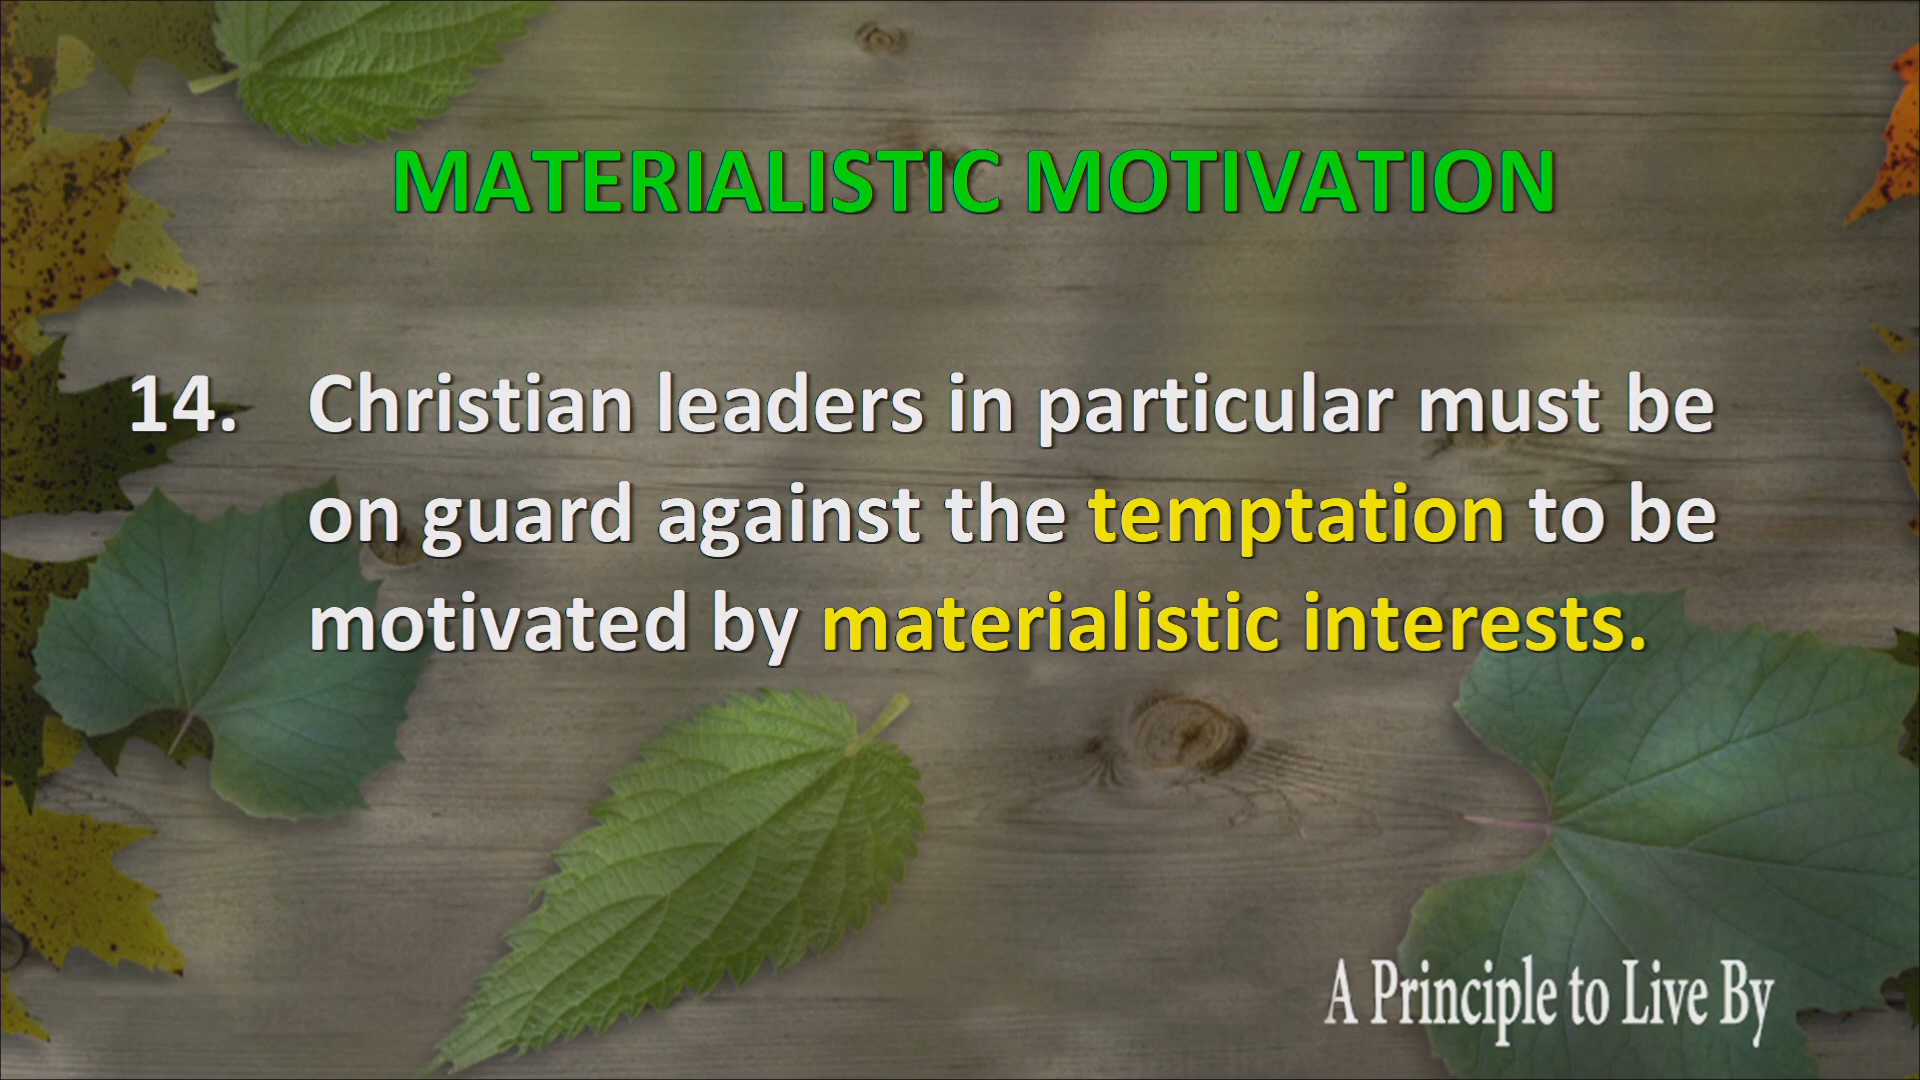 MATERIALISTIC MOTIVATION
14. Christian leaders in particular must be
on guard against the temptation to be
motivated by materialistic interests.
A Principle to Live By